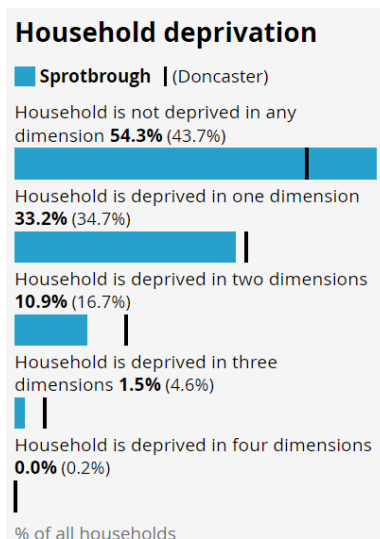 Household deprivation
Sprotbrough (Doncaster)
Household is not deprived in any
dimension 54.3% (43.7%)
Household is deprived in one dimension
33.2% (34.7%)
Household is deprived in two dimensions
10.9% (16.7%)
Household is deprived in three
dimensions 1.5% (4.6%)
Household is deprived in four dimensions
0.0% (0.2%)
% of all households